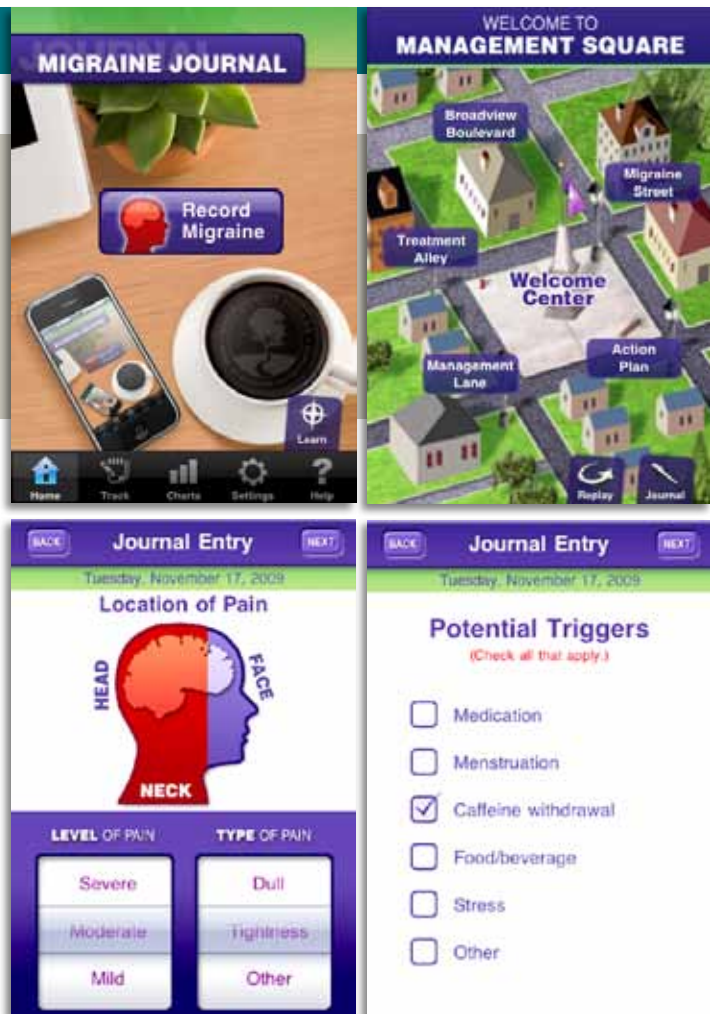 MIGRAINE JOURNAL
Record
Migraine
Learn
Home
Track
Charts
Settings
Help
WELCOME TO
MANAGEMENT SQUARE
Broadview
Boulevard
Migraine
Street
Treatment
Alley
Welcome
Center
Management
Lane
Action
Plan
Replay
Journal
BACK
Journal Entry
NEXT
Tuesday, November 17, 2009
Location of Pain
HEAD
FACE
NECK
LEVEL OF PAIN
TYPE OF PAIN
Severe
Moderate
Mild
Dull
Tightness
Other
BACK
Journal Entry
NEXT
Tuesday, November 17, 2009
Potential Triggers
(Check all that apply.)
Medication
Menstruation
Caffeine withdrawal
Food/beverage
Stress
Other